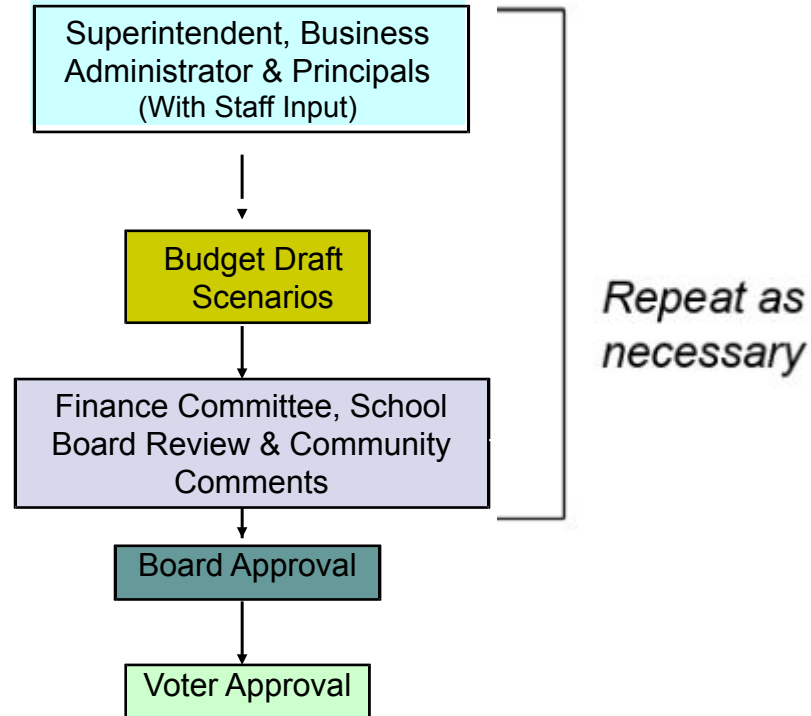 Superintendent, Business
Administrator & Principals
(With Staff Input)
Budget Draft
Scenarios
Finance Committee, School
Board Review & Community
Comments
Board Approval
Voter Approval
Repeat as
necessary